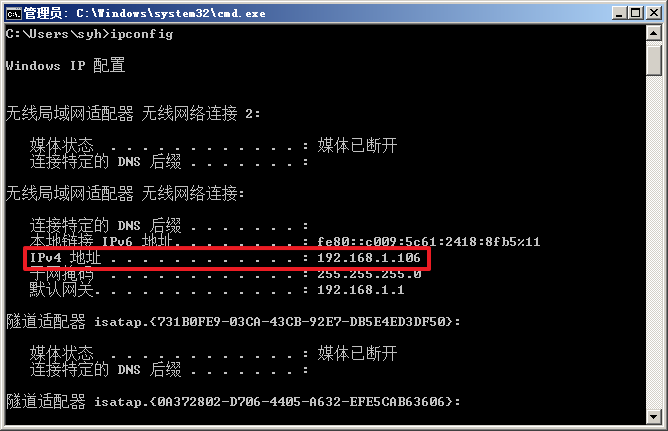 管理员: C:\Windows\system32\cmd.exe
C:\Users\syh>ipconfig
Windows IP 配置
无线局域网适配器 无线网络连接 2:
媒体状态 . . . . . . . . . . . . : 媒体已断开
连接特定的 DNS 后缀 . . . . . . . :
无线局域网适配器 无线网络连接:
连接特定的 DNS 后缀 . . . . . . . :
本地链接 IPv6 地址. . . . . . . . : fe80::c009:5c61:2418:8fb5%11
IPv4 地址 . . . . . . . . . . . . : 192.168.1.106
子网掩码 . . . . . . . . . . . . : 255.255.255.0
默认网关. . . . . . . . . . . . . : 192.168.1.1
隧道适配器 isatap.{731B0FE9-03CA-43CB-92E7-DB5E4ED3DF50}:
媒体状态 . . . . . . . . . . . . : 媒体已断开
连接特定的 DNS 后缀 . . . . . . . :
隧道适配器 isatap.{0A372802-D706-4405-A632-EFE5CAB63606}: